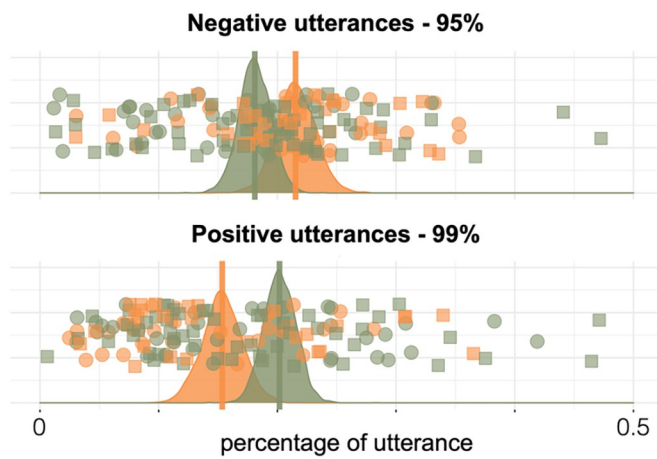 Negative utterances - 95%
Positive utterances - 99%
0 0.5
percentage of utterance